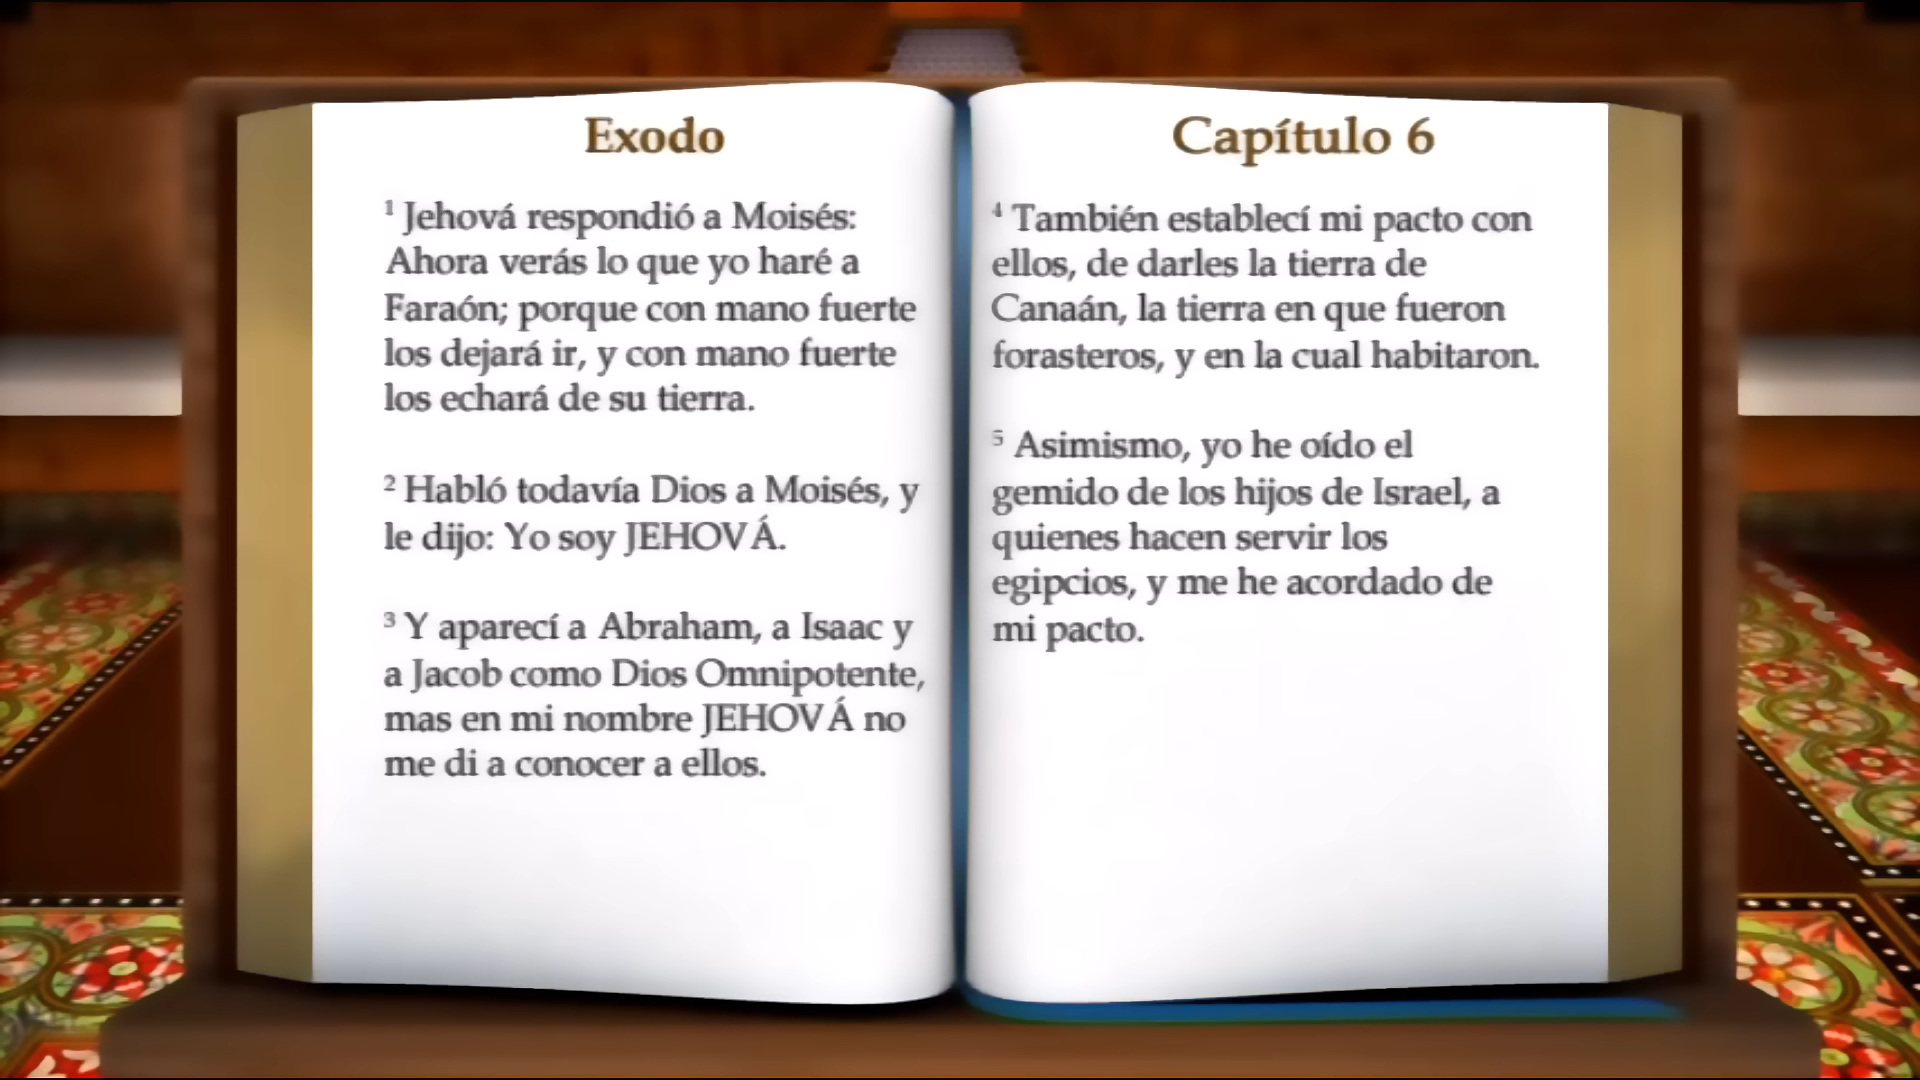 Exodo
1 Jehová respondió a Moisés:
Ahora verás lo que yo haré a
Faraón; porque con mano fuerte
los dejará ir, y con mano fuerte
los echará de su tierra.
2 Habló todavía Dios a Moisés, y
le dijo: Yo soy JEHOVÁ.
3 Y aparecí a Abraham, a Isaac y
a Jacob como Dios Omnipotente,
mas en mi nombre JEHOVÁ no
me di a conocer a ellos.
Capítulo 6
4 También establecí mi pacto con
ellos, de darles la tierra de
Canaán, la tierra en que fueron
forasteros, y en la cual habitaron.
5 Asimismo, yo he oído el
gemido de los hijos de Israel, a
quienes hacen servir los
egipcios, y me he acordado de
mi pacto.